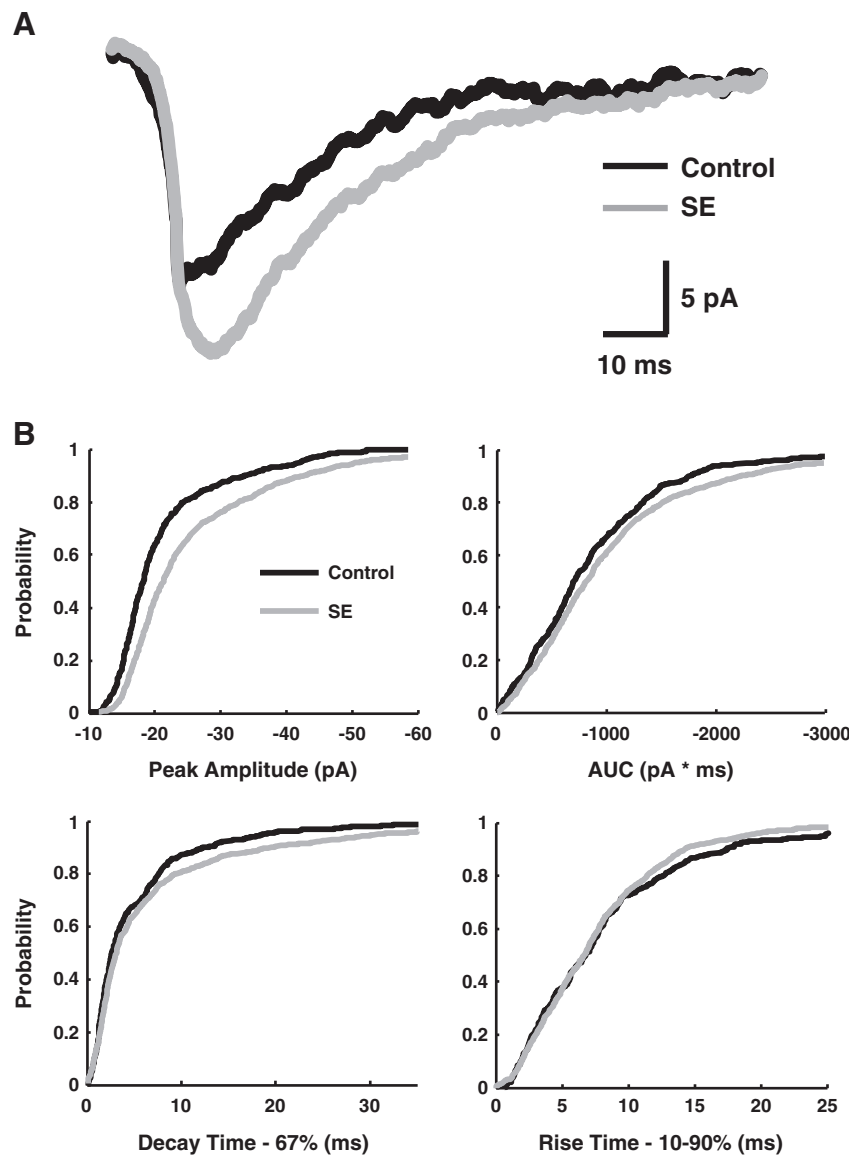 A
Control
SE
5 pA
10 ms
B
1
0.8
0.6
0.4
0.2
0
Probability
Control
SE
-10 -20 -30 -40 -50 -60
Peak Amplitude (pA)
1
0.8
0.6
0.4
0.2
0
0 -1000 -2000 -3000
AUC (pA * ms)
1
0.8
0.6
0.4
0.2
0
Probability
0 10 20 30
Decay Time - 67% (ms)
1
0.8
0.6
0.4
0.2
0
0 5 10 15 20 25
Rise Time - 10-90% (ms)